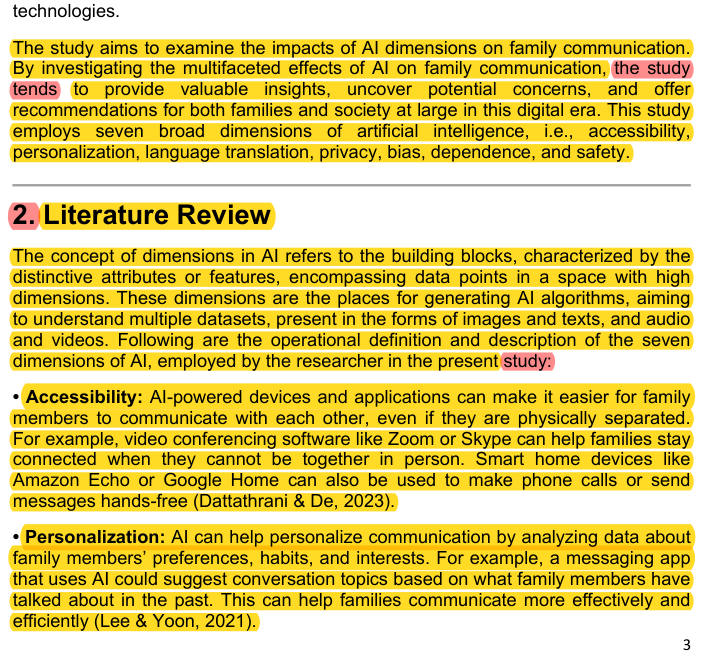 technologies.
The study aims to examine the impacts of AI dimensions on family communication.
By investigating the multifaceted effects of AI on family communication, the study
tends to provide valuable insights, uncover potential concerns, and offer
recommendations for both families and society at large in this digital era. This study
employs seven broad dimensions of artificial intelligence, i.e., accessibility,
personalization, language translation, privacy, bias, dependence, and safety.
2. Literature Review
The concept of dimensions in AI refers to the building blocks, characterized by the
distinctive attributes or features, encompassing data points in a space with high
dimensions. These dimensions are the places for generating AI algorithms, aiming
to understand multiple datasets, present in the forms of images and texts, and audio
and videos. Following are the operational definition and description of the seven
dimensions of AI, employed by the researcher in the present study:
• Accessibility: AI-powered devices and applications can make it easier for family
members to communicate with each other, even if they are physically separated.
For example, video conferencing software like Zoom or Skype can help families stay
connected when they cannot be together in person. Smart home devices like
Amazon Echo or Google Home can also be used to make phone calls or send
messages hands-free (Dattathrani & De, 2023).
• Personalization: AI can help personalize communication by analyzing data about
family members' preferences, habits, and interests. For example, a messaging app
that uses AI could suggest conversation topics based on what family members have
talked about in the past. This can help families communicate more effectively and
efficiently (Lee & Yoon, 2021).
3